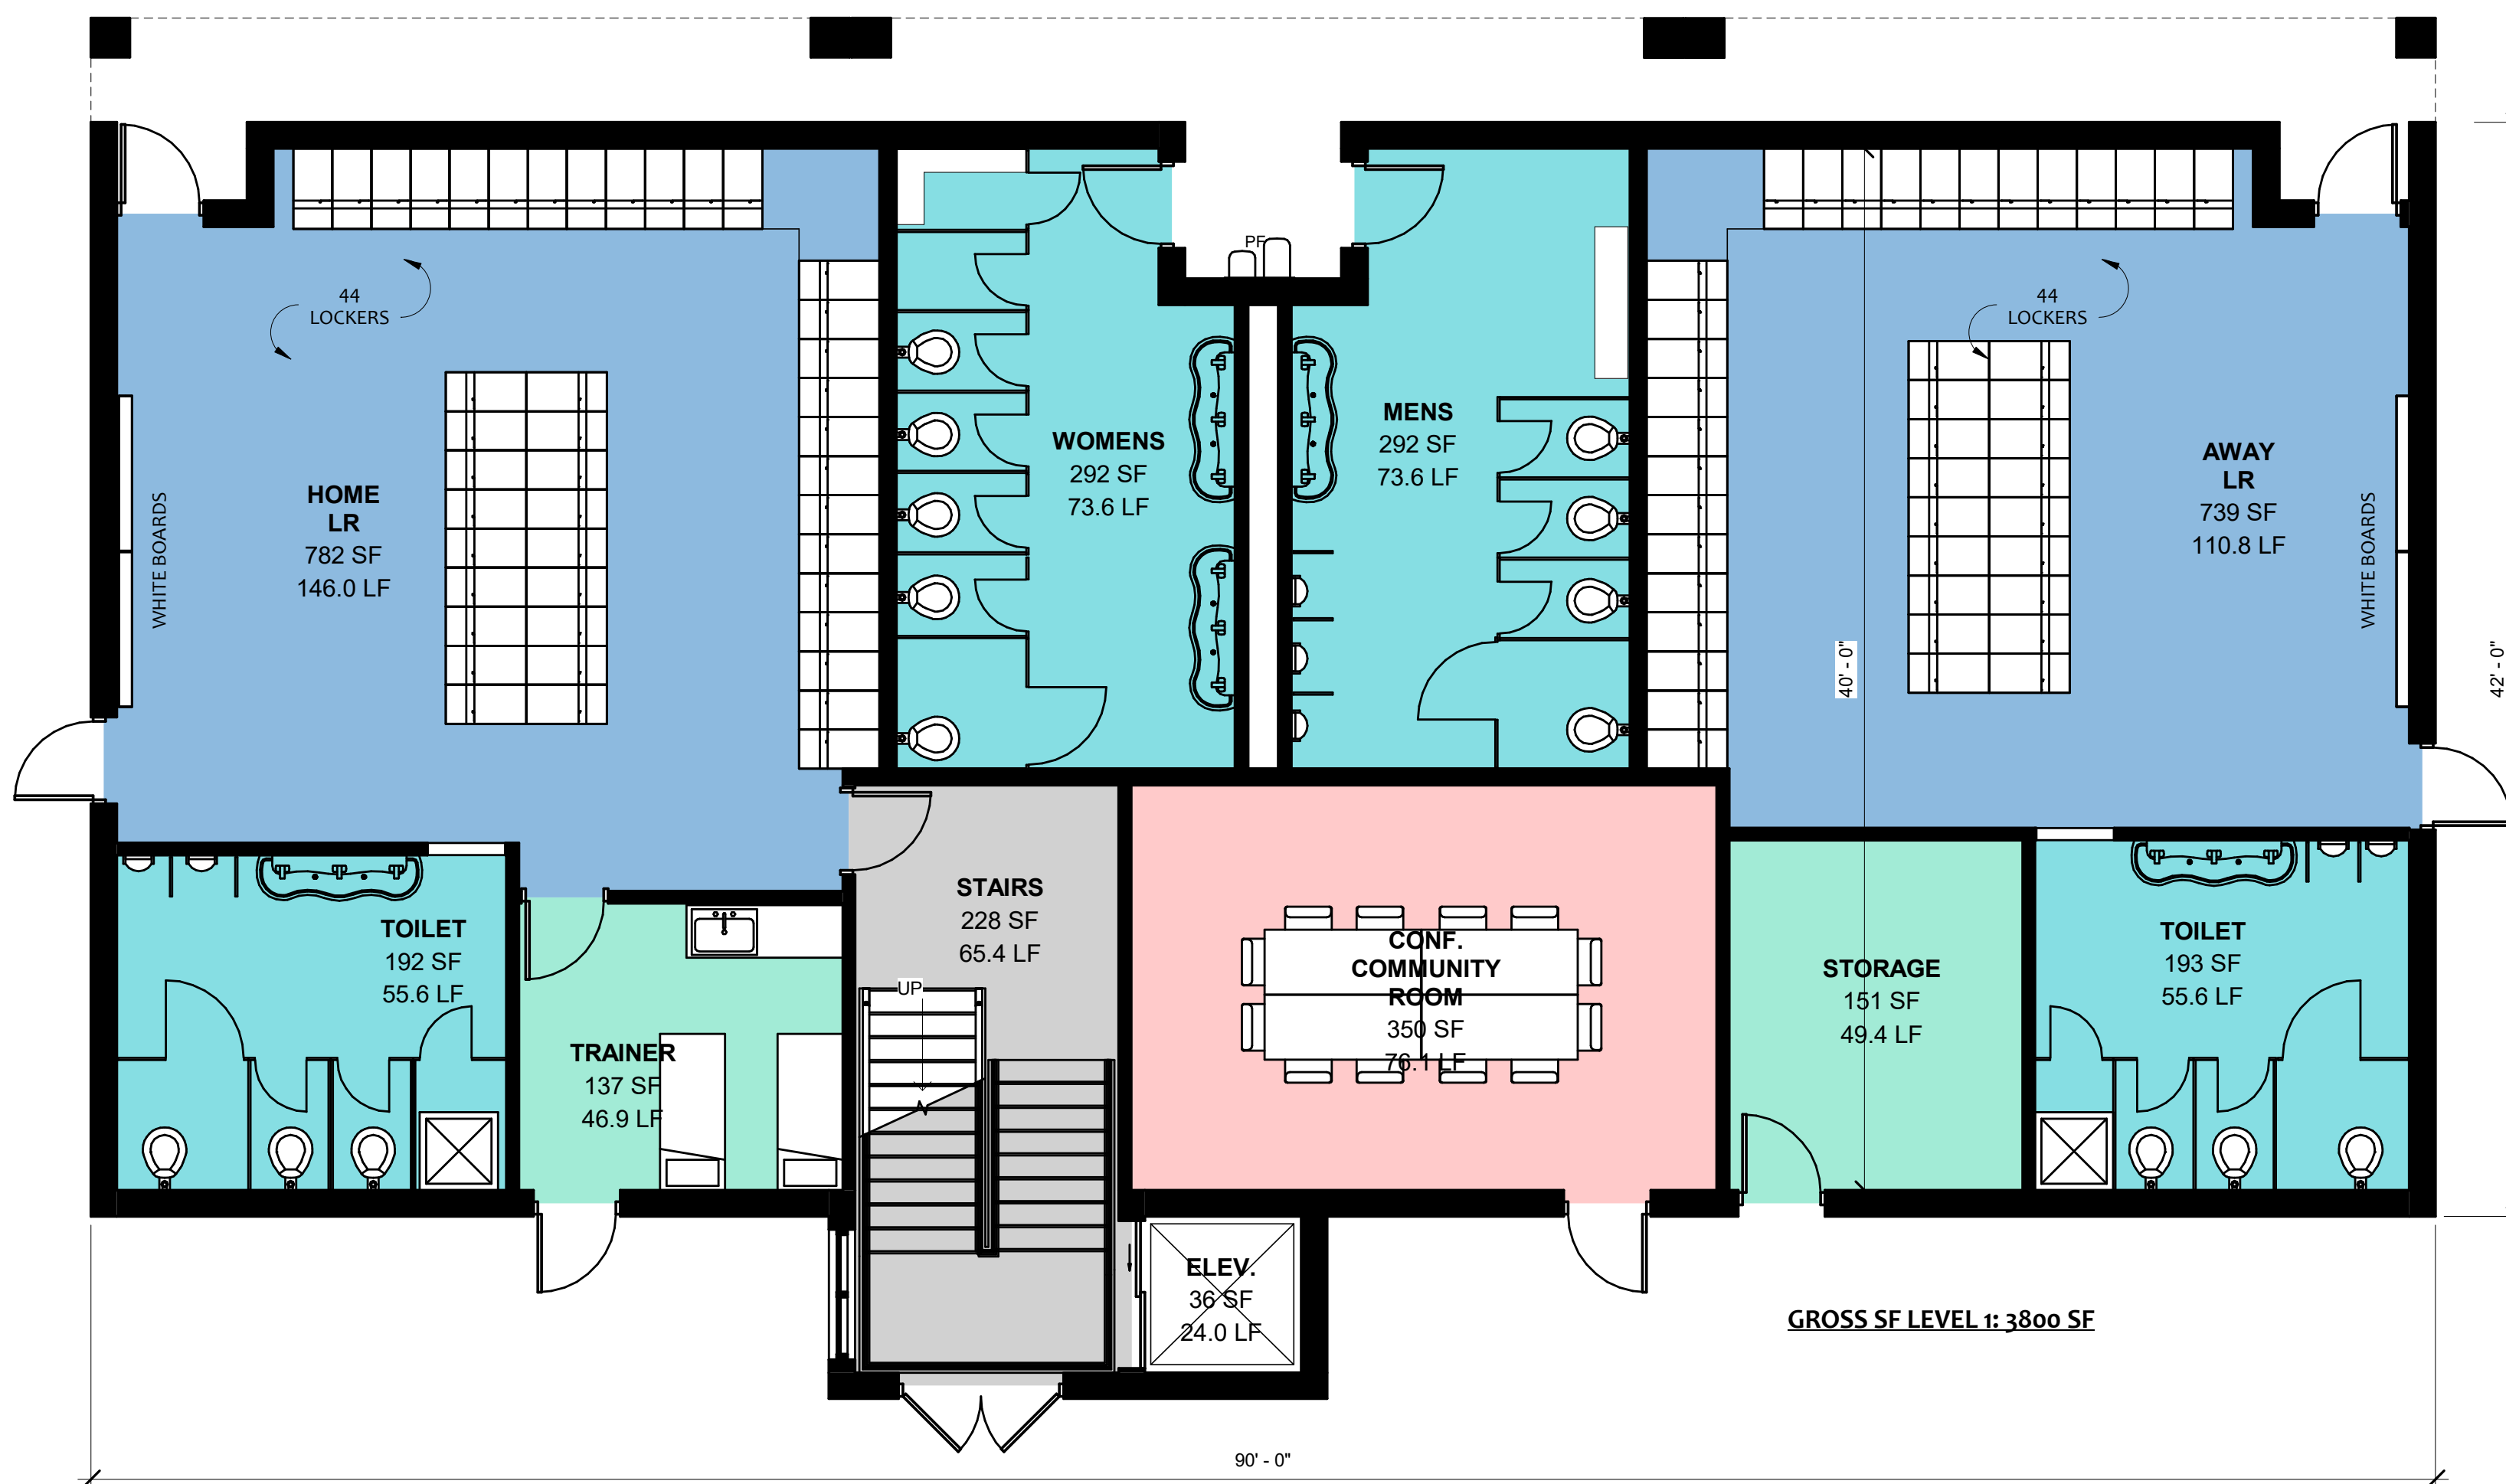 PF
44
LOCKERS
44
LOCKERS
HOME
LR
782 SF
146.0 LF
WHITE BOARDS
WOMENS
292 SF
73.6 LF
MENS
292 SF
73.6 LF
AWAY
LR
739 SF
110.8 LF
WHITE BOARDS
40' - 0"
42' - 0"
TOILET
192 SF
55.6 LF
TRAINER
137 SF
46.9 LF
STAIRS
228 SF
65.4 LF
UP
CONF.
COMMUNITY
ROOM
350 SF
76.1 LF
STORAGE
151 SF
49.4 LF
TOILET
193 SF
55.6 LF
ELEV.
36 SF
24.0 LF
GROSS SF LEVEL 1: 3800 SF
90' - 0"